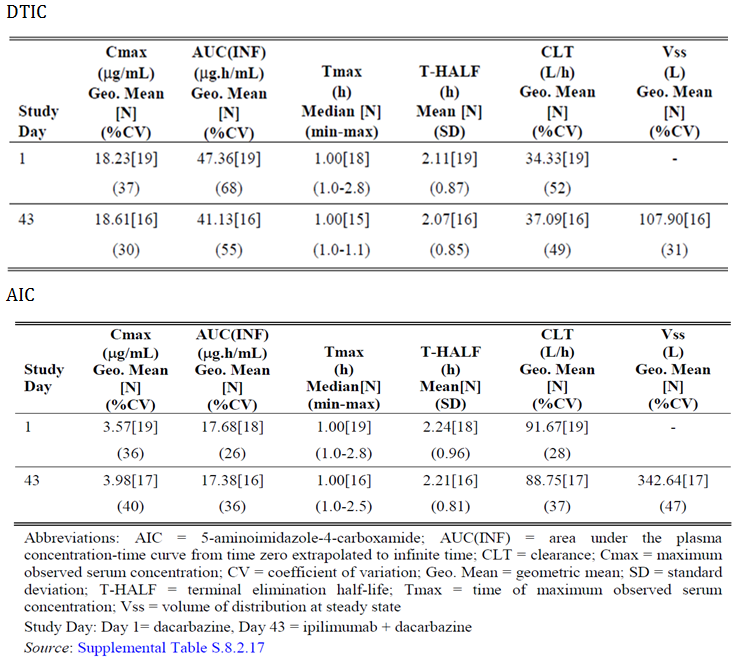 DTIC
Study Day | Cmax (µg/mL) Geo. Mean [N] (%CV) | AUC(INF) (µg.h/mL) Geo. Mean [N] (%CV) | Tmax (h) Median [N] (min-max) | T-HALF (h) Mean [N] (SD) | CLT (L/h) Geo. Mean [N] (%CV) | Vss (L) Geo. Mean [N] (%CV)
1 18.23[19] 47.36[19] 1.00[18] 2.11[19] 34.33[19] -
(37) (68) (1.0-2.8) (0.87) (52)
43 18.61[16] 41.13[16] 1.00[15] 2.07[16] 37.09[16] 107.90[16]
(30) (55) (1.0-1.1) (0.85) (49) (31)
AIC
Study Day | Cmax (µg/mL) Geo. Mean [N] (%CV) | AUC(INF) (µg.h/mL) Geo. Mean [N] (%CV) | Tmax (h) Median[N] (min-max) | T-HALF (h) Mean[N] (SD) | CLT (L/h) Geo. Mean [N] (%CV) | Vss (L) Geo. Mean [N] (%CV)
1 3.57[19] 17.68[18] 1.00[19] 2.24[18] 91.67[19] -
(36) (26) (1.0-2.8) (0.96) (28)
43 3.98[17] 17.38[16] 1.00[16] 2.21[16] 88.75[17] 342.64[17]
(40) (36) (1.0-2.5) (0.81) (37) (47)
Abbreviations: AIC = 5-aminoimidazole-4-carboxamide; AUC(INF) = area under the plasma
concentration-time curve from time zero extrapolated to infinite time; CLT = clearance; Cmax = maximum
observed serum concentration; CV = coefficient of variation; Geo. Mean = geometric mean; SD = standard
deviation; T-HALF = terminal elimination half-life; Tmax = time of maximum observed serum
concentration; Vss = volume of distribution at steady state
Study Day: Day 1= dacarbazine, Day 43 = ipilimumab + dacarbazine
Source: Supplemental Table S.8.2.17